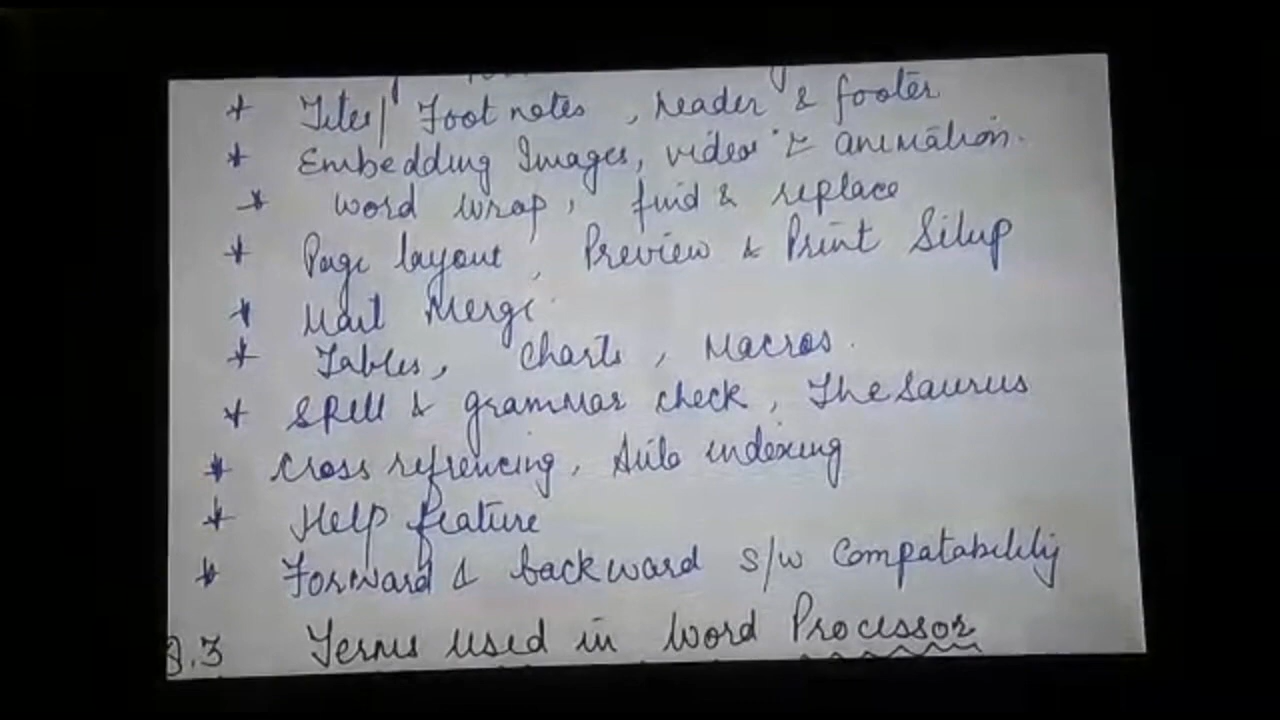 * Titles/ Foot notes, header & footer
* Embedding Images, video & animation.
* word wrap, find & replace
* Page layout, Preview & Print Setup
* Mail Merge
* Tables, Charts, Macros.
* Spell & grammar check, Thesaurus
* Cross refrencing, Auto indexing
* Help feature
* Forward & backward s/w Compatability
Q.3 Terms used in Word Processor